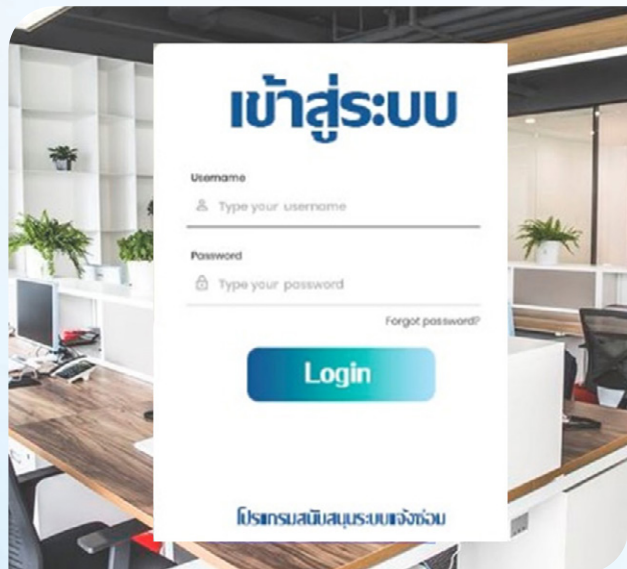 เข้าสู่ระบบ
Username
Type your username
Password
Type your password
Forgot password?
Login
โปรแกรมสนับสนุนระบบแจ้งซ่อม